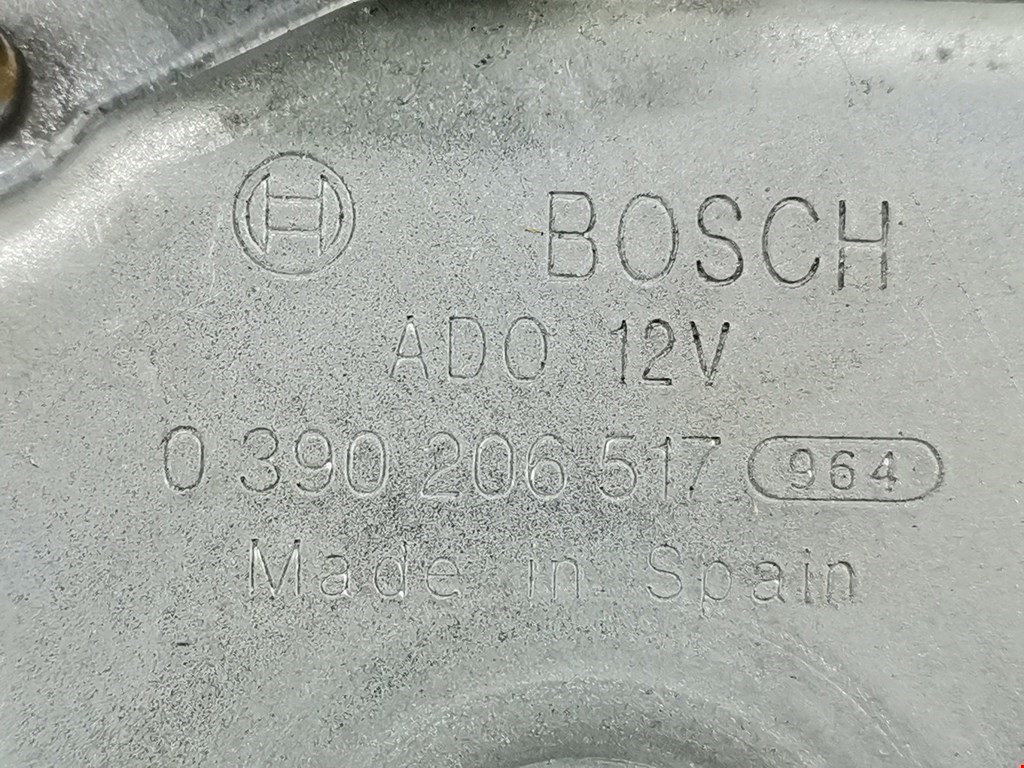 BOSCH
ADO 12V
0 390 206 517 964
Made in Spain